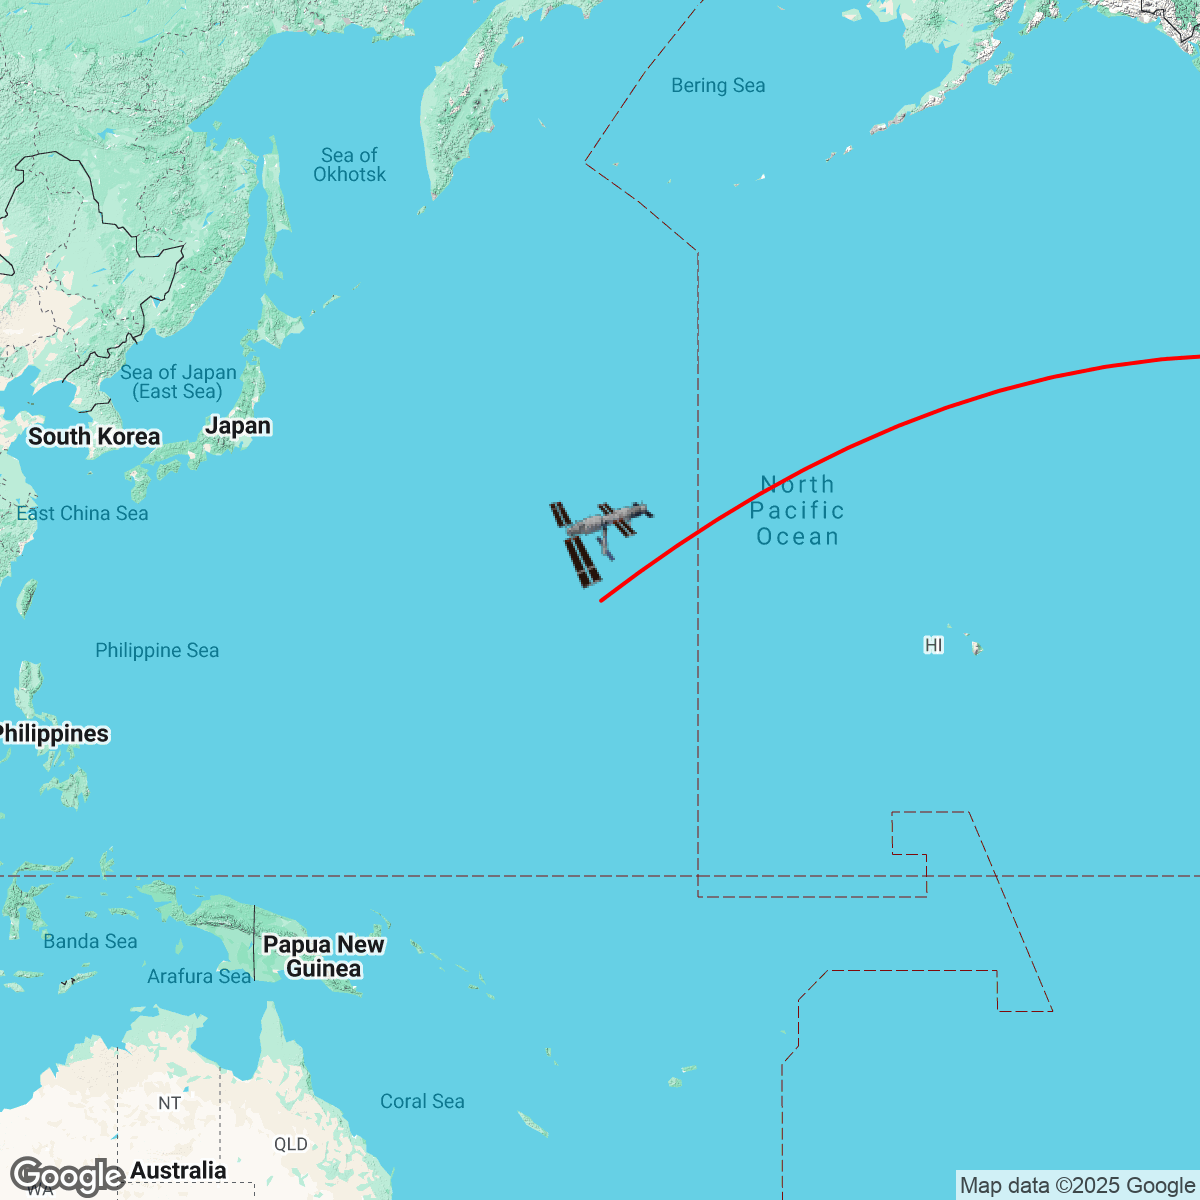 Bering Sea
Sea of
Okhotsk
Sea of Japan
(East Sea)
South Korea
Japan
East China Sea
North
Pacific
Ocean
Philippine Sea
HI
Philippines
Banda Sea
Papua New
Guinea
Arafura Sea
NT
Coral Sea
QLD
Google
Australia
WA
Map data ©2025 Google